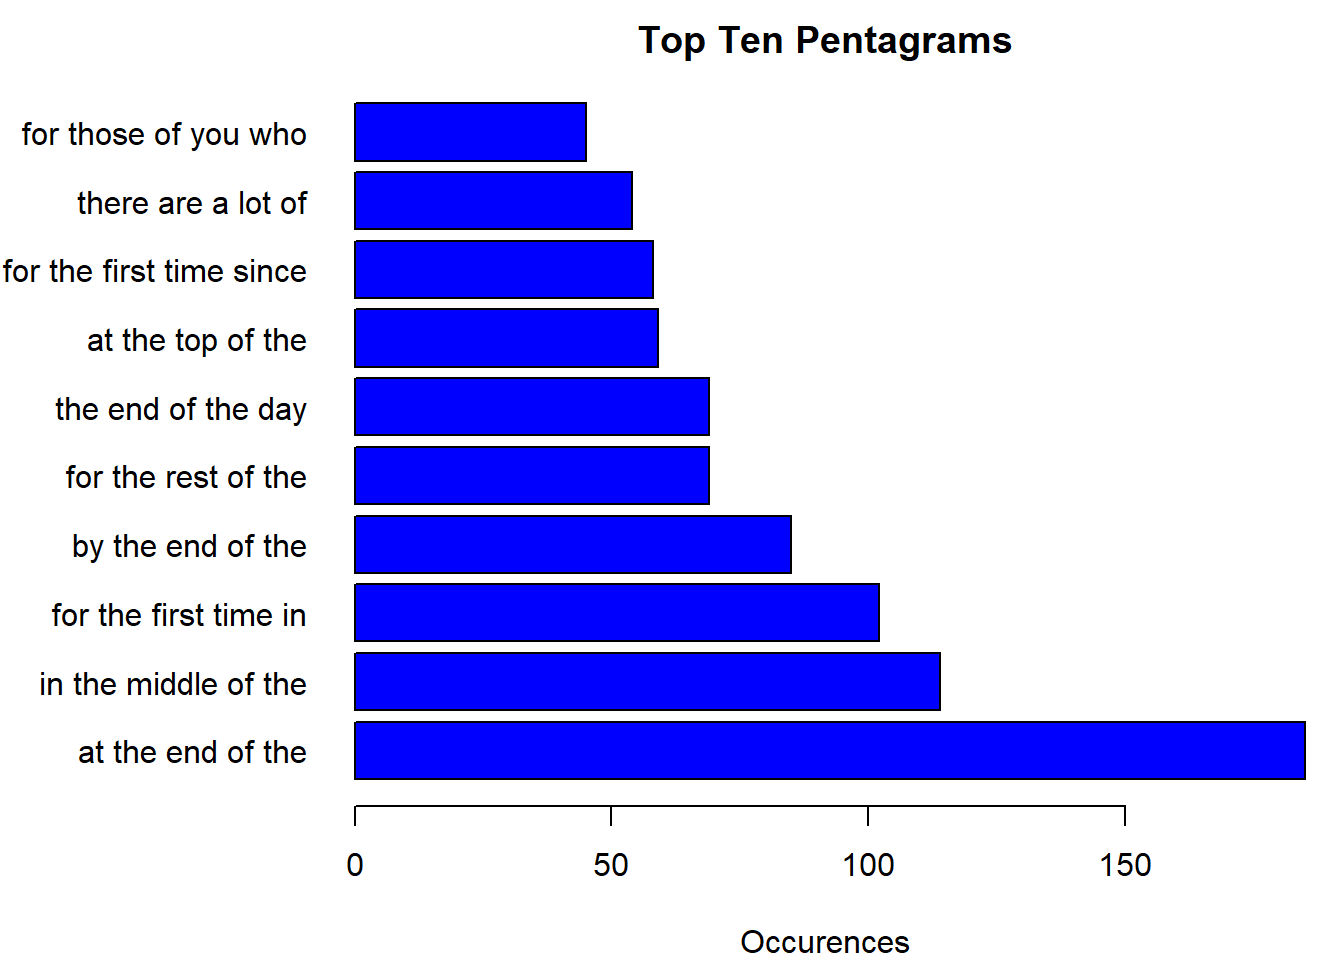 Top Ten Pentagrams
for those of you who
there are a lot of
for the first time since
at the top of the
the end of the day
for the rest of the
by the end of the
for the first time in
in the middle of the
at the end of the
0 50 100 150
Occurences